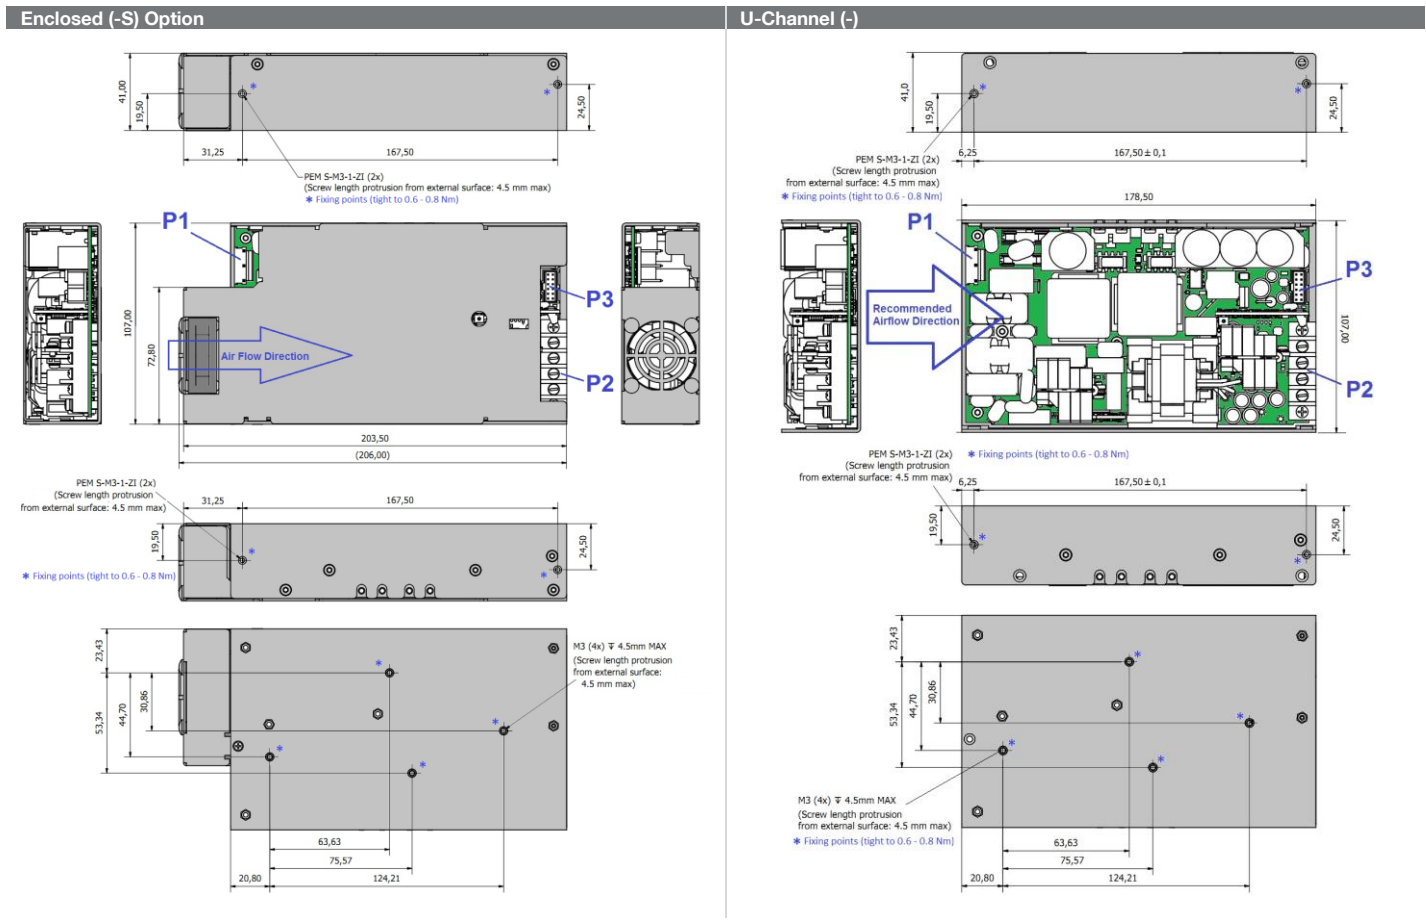 Enclosed (-S) Option
41,00
19,50
*
*
24,50
31,25
167,50
PEM S-M3-1-ZI (2x)
(Screw length protrusion from external surface: 4.5 mm max)
* Fixing points (tight to 0.6 - 0.8 Nm)
P1
P3
107,00
72,80
Air Flow Direction
P2
203,50
(206,00)
PEM S-M3-1-ZI (2x)
(Screw length protrusion
from external surface: 4.5 mm max)
31,25
167,50
19,50
*
*
24,50
* Fixing points (tight to 0.6 - 0.8 Nm)
23,43
53,34
44,70
30,86
*
*
*
*
M3 (4x) ↧ 4.5mm MAX
(Screw length protrusion
from external surface:
4.5 mm max)
63,63
75,57
20,80
124,21
U-Channel (-)
41,0
19,50
*
*
24,50
6,25
167,50 ± 0,1
PEM S-M3-1-ZI (2x)
(Screw length protrusion
from external surface: 4.5 mm max)
* Fixing points (tight to 0.6 - 0.8 Nm)
178,50
P1
P3
Recommended
Airflow Direction
107,00
P2
PEM S-M3-1-ZI (2x)
(Screw length protrusion
from external surface: 4.5 mm max)
* Fixing points (tight to 0.6 - 0.8 Nm)
6,25
167,50 ± 0,1
19,50
*
*
24,50
23,43
53,34
44,70
30,86
*
*
*
*
M3 (4x) ↧ 4.5mm MAX
(Screw length protrusion
from external surface: 4.5 mm max)
* Fixing points (tight to 0.6 - 0.8 Nm)
63,63
75,57
20,80
124,21